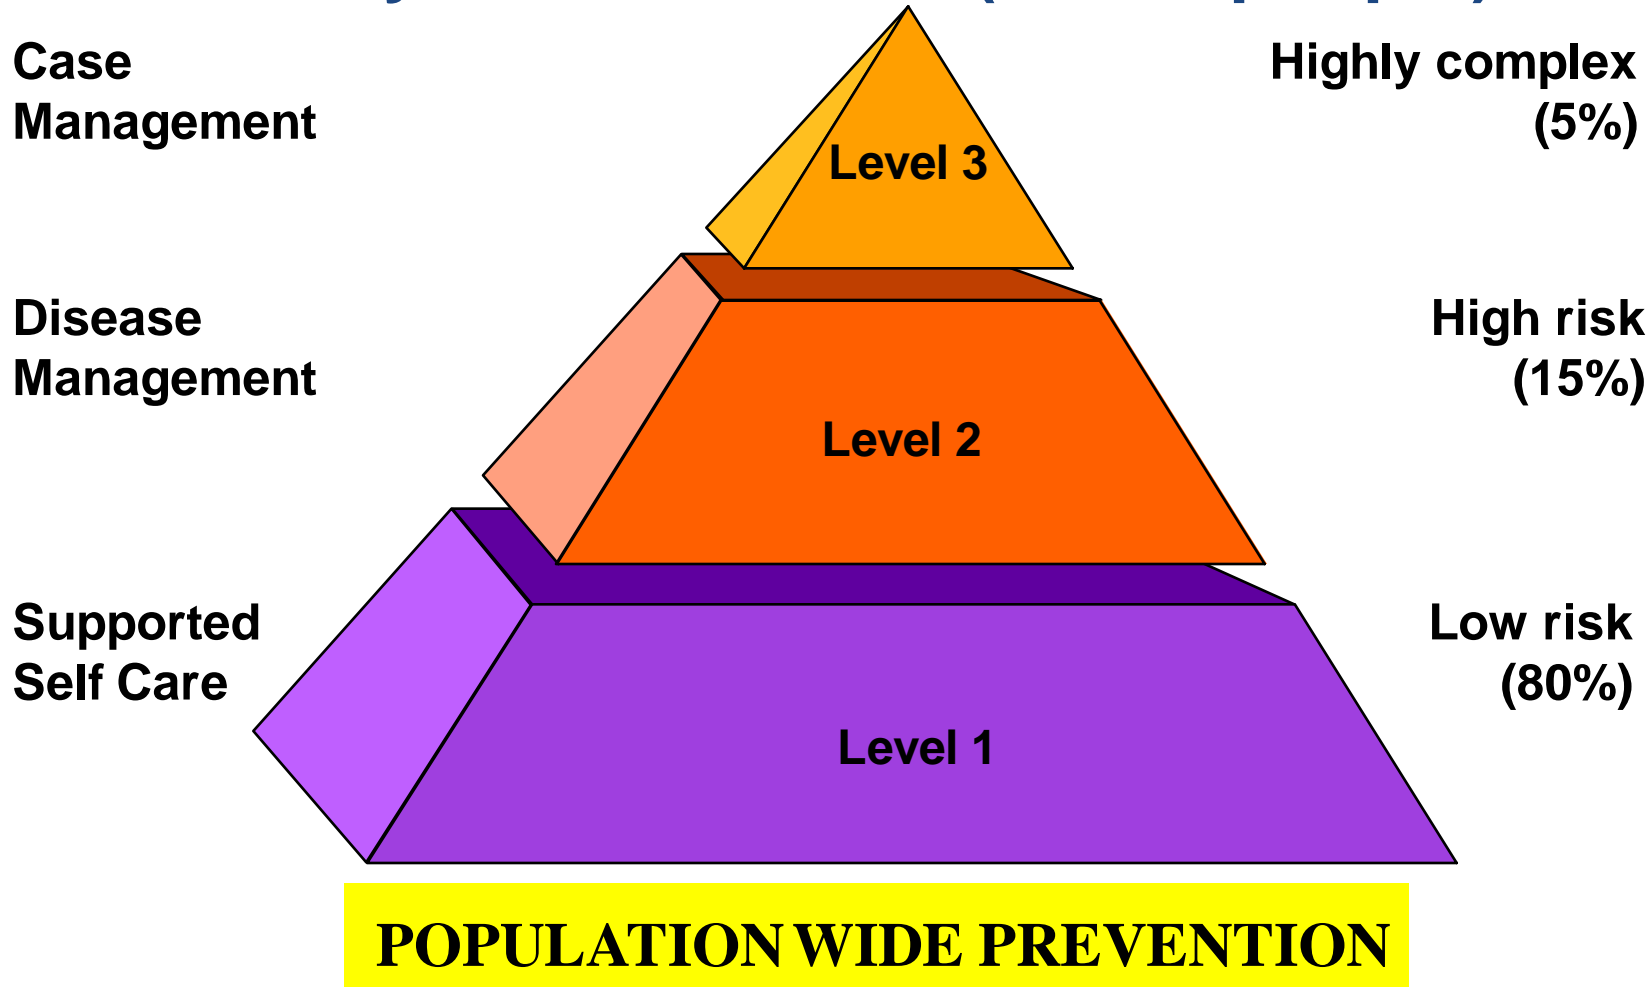 Case
Management
Highly complex
(5%)
Level 3
Disease
Management
High risk
(15%)
Level 2
Supported
Self Care
Low risk
(80%)
Level 1
POPULATION WIDE PREVENTION